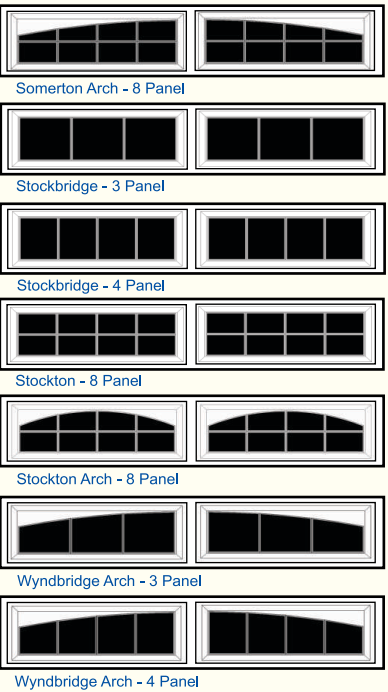 Somerton Arch - 8 Panel
Stockbridge - 3 Panel
Stockbridge - 4 Panel
Stockton - 8 Panel
Stockton Arch - 8 Panel
Wyndbridge Arch - 3 Panel
Wyndbridge Arch - 4 Panel